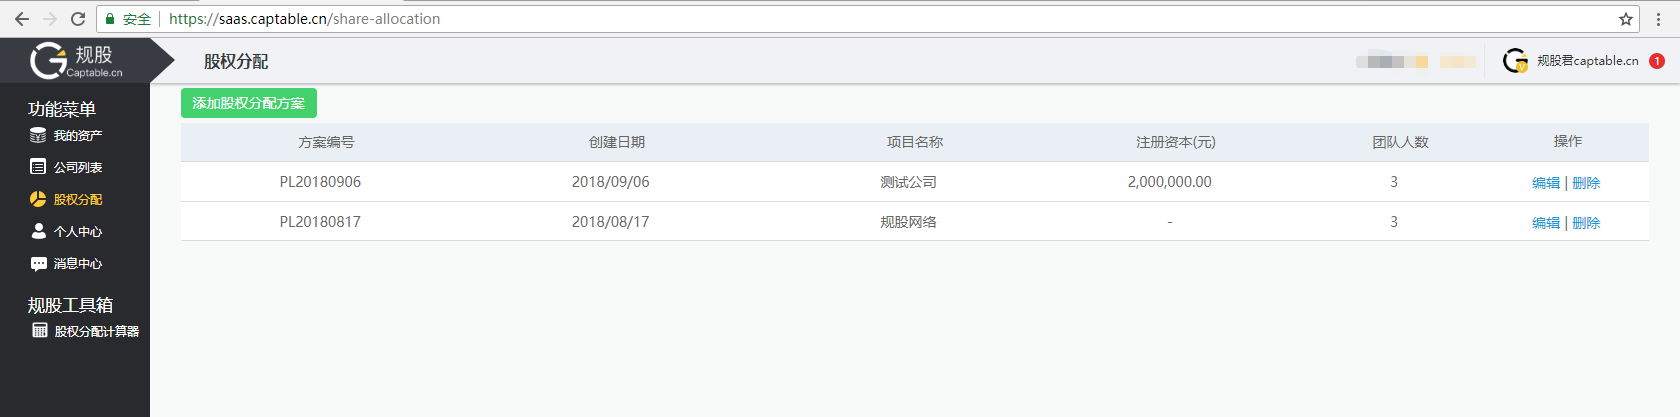 安全 | https://saas.captable.cn/share-allocation
规股
Captable.cn
股权分配
规股君captable.cn
1
功能菜单
我的资产
公司列表
股权分配
个人中心
消息中心
规股工具箱
股权分配计算器
添加股权分配方案
方案编号 创建日期 项目名称 注册资本(元) 团队人数 操作
PL20180906 2018/09/06 测试公司 2,000,000.00 3 编辑 | 删除
PL20180817 2018/08/17 规股网络 - 3 编辑 | 删除